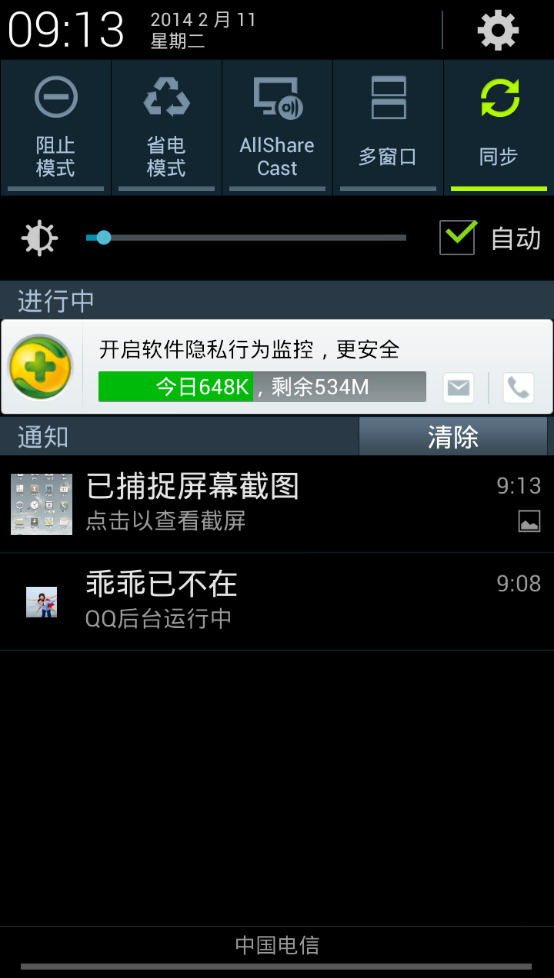 09:13
2014 2 月 11
星期二
阻止
模式
省电
模式
AllShare
Cast
多窗口
同步
自动
进行中
开启软件隐私行为监控，更安全
今日648K，剩余534M
通知
清除
已捕捉屏幕截图
9:13
点击以查看截屏
乖乖已不在
9:08
QQ后台运行中
中国电信